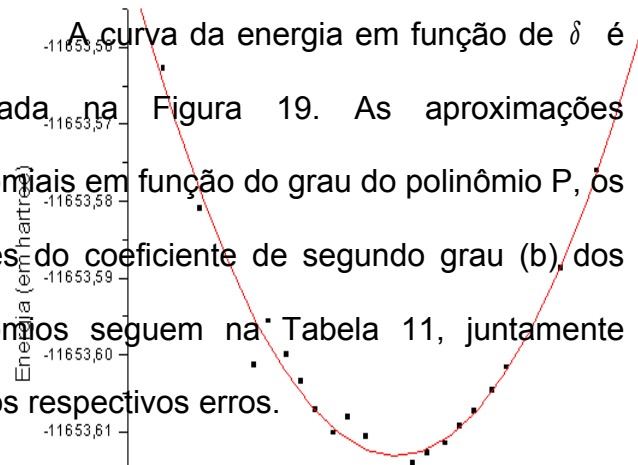 -11653,56
A curva da energia em função de δ é
ada na Figura 19. As aproximações
-11653,57
omiais em função do grau do polinômio P, os
-11653,58
es do coeficiente de segundo grau (b) dos
-11653,59
ômios seguem na Tabela 11, juntamente
-11653,60
os respectivos erros.
-11653,61
Energia (em hartree)